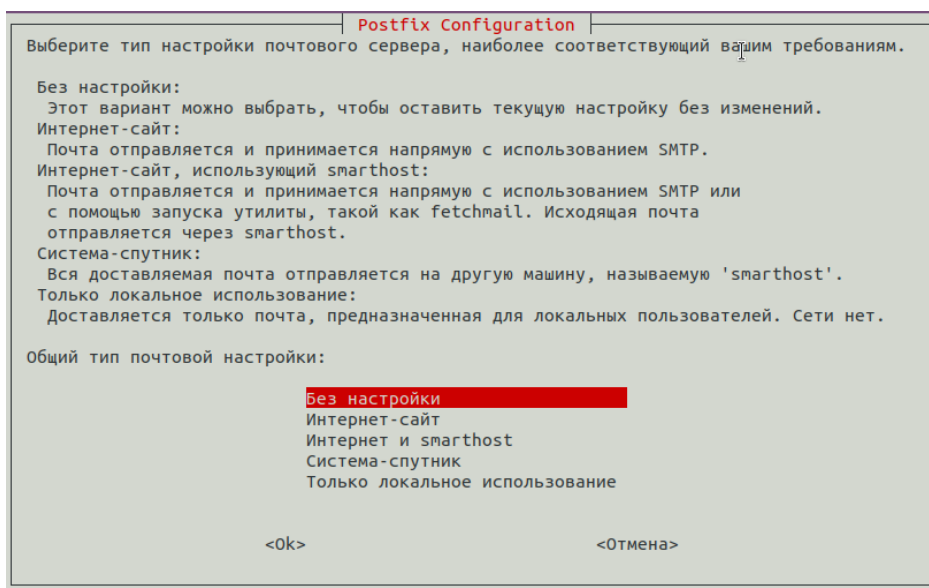 Postfix Configuration
Выберите тип настройки почтового сервера, наиболее соответствующий вашим требованиям.
Без настройки:
Этот вариант можно выбрать, чтобы оставить текущую настройку без изменений.
Интернет-сайт:
Почта отправляется и принимается напрямую с использованием SMTP.
Интернет-сайт, использующий smarthost:
Почта отправляется и принимается напрямую с использованием SMTP или
с помощью запуска утилиты, такой как fetchmail. Исходящая почта
отправляется через smarthost.
Система-спутник:
Вся доставляемая почта отправляется на другую машину, называемую 'smarthost'.
Только локальное использование:
Доставляется только почта, предназначенная для локальных пользователей. Сети нет.
Общий тип почтовой настройки:
Без настройки
Интернет-сайт
Интернет и smarthost
Система-спутник
Только локальное использование
<Ok> <Отмена>